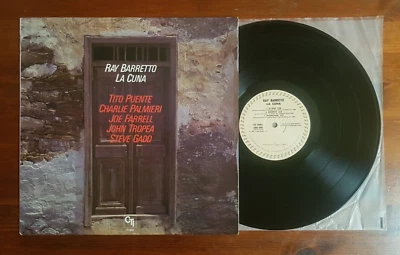 RAY BARRETTO
LA CUNA
TITO PUENTE
CHARLIE PALMIERI
JOE FARRELL
JOHN TROPEA
STEVE GADD
CTI
RAY BARRETTO
LA CUNA